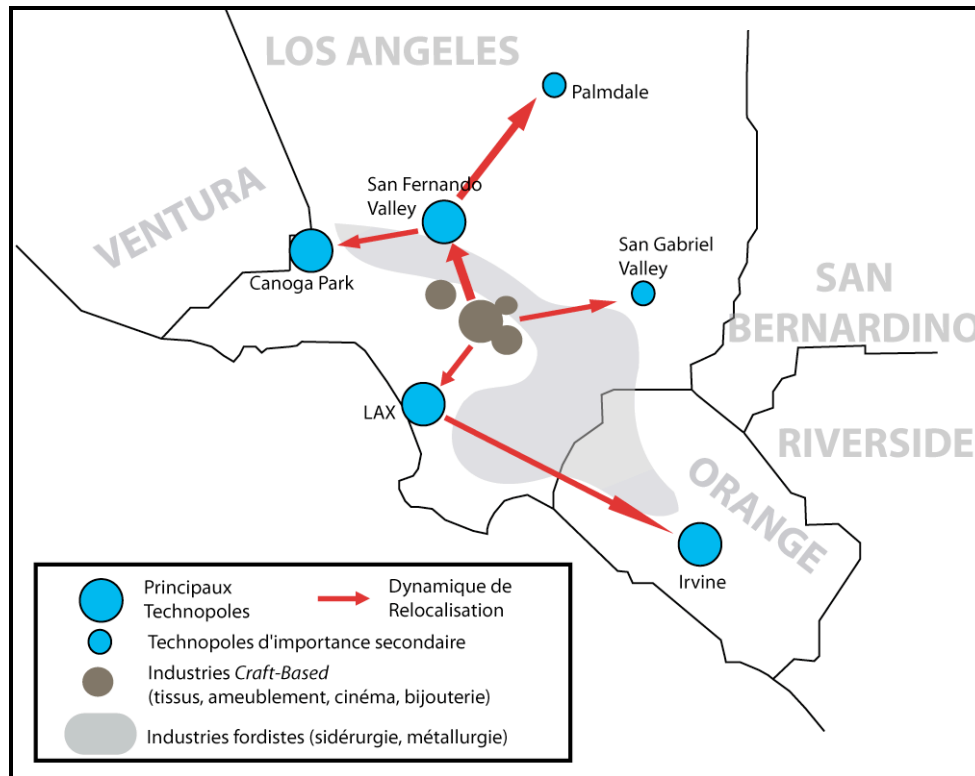 LOS ANGELES
Palmdale
San Fernando
Valley
VENTURA
San Gabriel
Valley
Canoga Park
SAN
BERNARDINO
LAX
RIVERSIDE
ORANGE
Irvine
Principaux
Technopoles
Dynamique de
Relocalisation
Technopoles d'importance secondaire
Industries Craft-Based
(tissus, ameublement, cinéma, bijouterie)
Industries fordistes (sidérurgie, métallurgie)